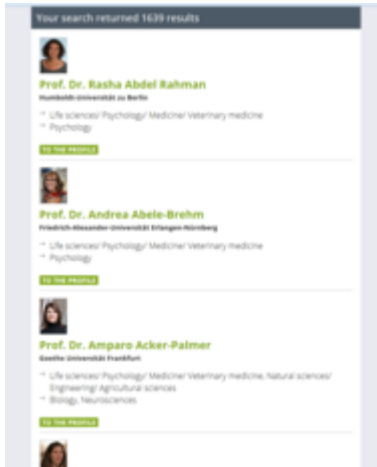 Your search returned 1639 results
Prof. Dr. Rasha Abdel Rahman
Humboldt-Universität zu Berlin
Life sciences/ Psychology/ Medicine/ Veterinary medicine
Psychology
TO THE PROFILE
Prof. Dr. Andrea Abele-Brehm
Friedrich-Alexander-Universität Erlangen-Nürnberg
Life sciences/ Psychology/ Medicine/ Veterinary medicine
Psychology
TO THE PROFILE
Prof. Dr. Amparo Acker-Palmer
Goethe Universität Frankfurt
Life sciences/ Psychology/ Medicine/ Veterinary medicine, Natural sciences/
Engineering/ Agricultural sciences
Biology, Neurosciences
TO THE PROFILE